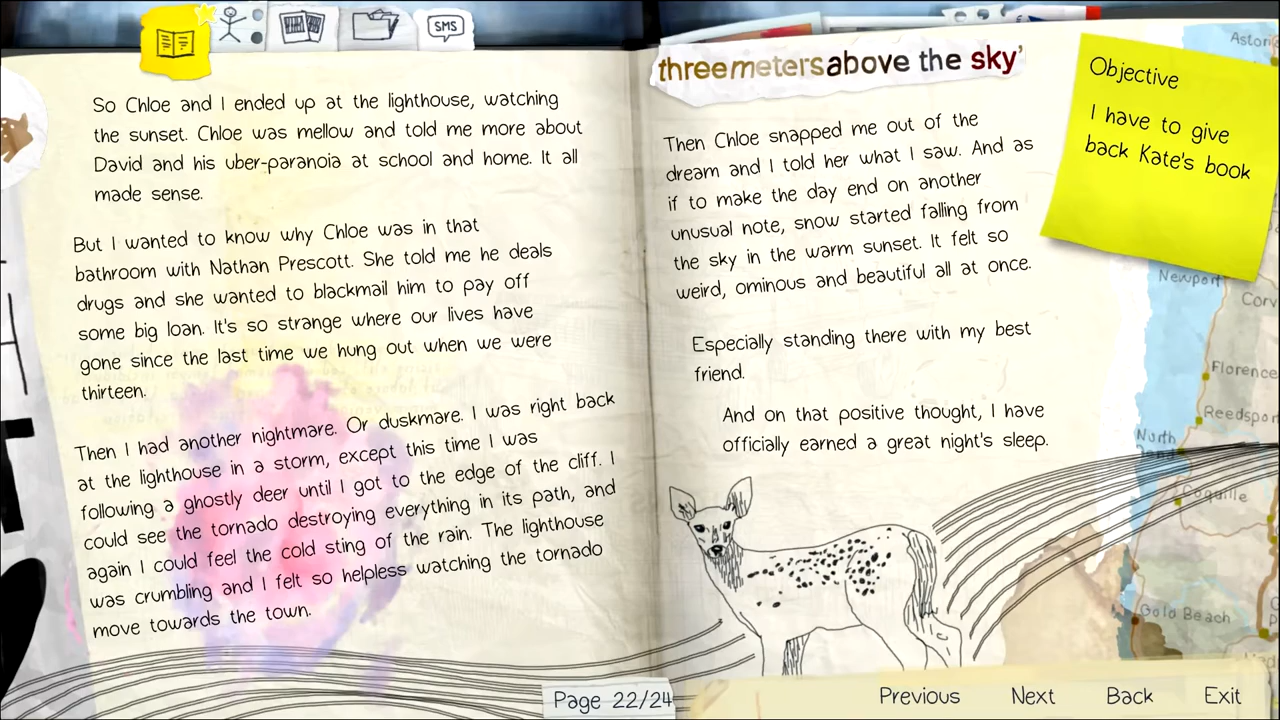 SMS
So Chloe and I ended up at the lighthouse, watching
the sunset. Chloe was mellow and told me more about
David and his uber-paranoia at school and home. It all
made sense.
But I wanted to know why Chloe was in that
bathroom with Nathan Prescott. She told me he deals
drugs and she wanted to blackmail him to pay off
some big loan. It's so strange where our lives have
gone since the last time we hung out when we were
thirteen.
Then I had another nightmare. Or duskmare. I was right back
at the lighthouse in a storm, except this time I was
following a ghostly deer until I got to the edge of the cliff. I
could see the tornado destroying everything in its path, and
again I could feel the cold sting of the rain. The lighthouse
was crumbling and I felt so helpless watching the tornado
move towards the town.
threemetersabove the sky'
Then Chloe snapped me out of the
dream and I told her what I saw. And as
if to make the day end on another
unusual note, snow started falling from
the sky in the warm sunset. It felt so
weird, ominous and beautiful all at once.
Especially standing there with my best
friend.
And on that positive thought, I have
officially earned a great night's sleep.
Objective
I have to give
back Kate's book
Astori
Newport
Corv
Florence
Reedspor
North
Coquille
Gold Beach
Page 22/24
Previous
Next
Back
Exit